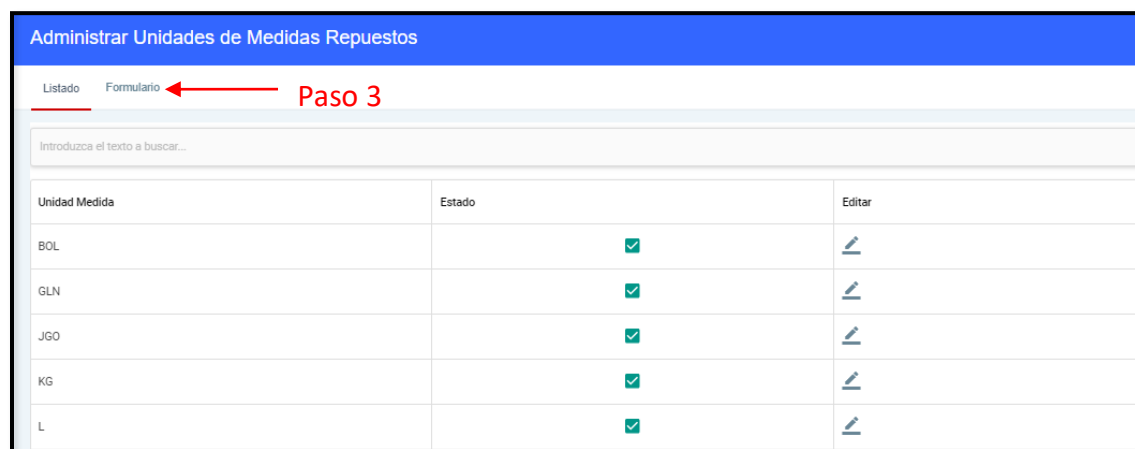 Administrar Unidades de Medidas Repuestos
Listado Formulario Paso 3
Introduzca el texto a buscar...
Unidad Medida Estado Editar
BOL
GLN
JGO
KG
L